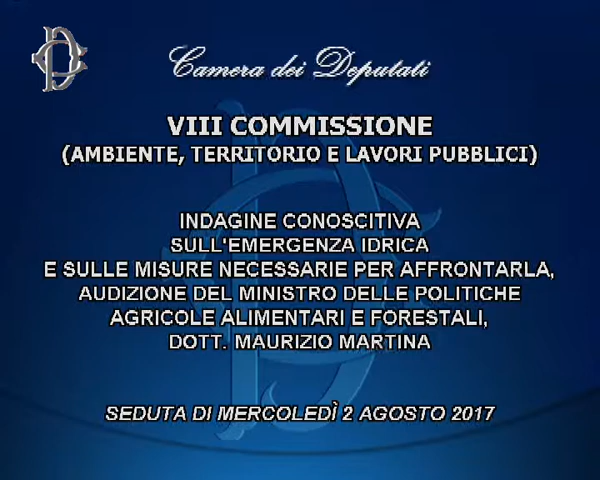 Camera dei Deputati
VIII COMMISSIONE
(AMBIENTE, TERRITORIO E LAVORI PUBBLICI)
INDAGINE CONOSCITIVA
SULL'EMERGENZA IDRICA
E SULLE MISURE NECESSARIE PER AFFRONTARLA,
AUDIZIONE DEL MINISTRO DELLE POLITICHE
AGRICOLE ALIMENTARI E FORESTALI,
DOTT. MAURIZIO MARTINA
SEDUTA DI MERCOLEDÌ 2 AGOSTO 2017